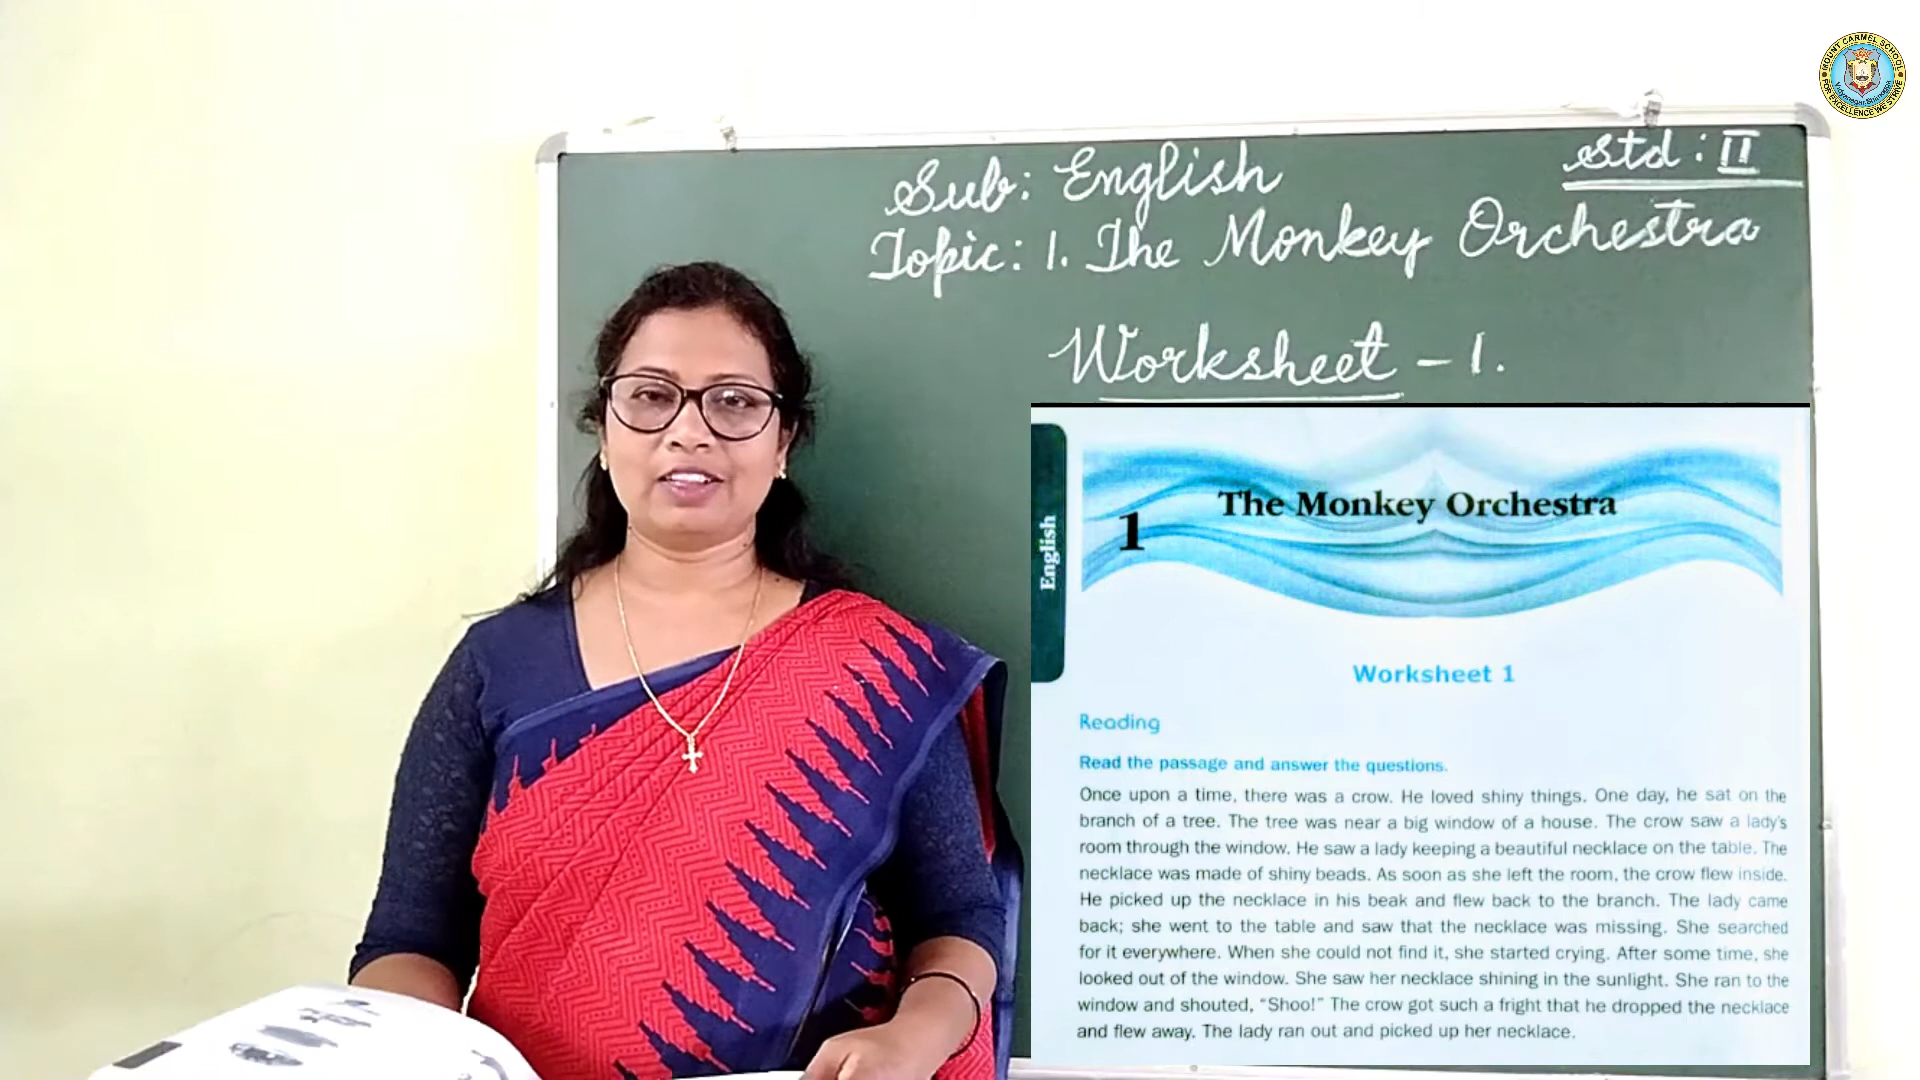 MOUNT CARMEL SCHOOL
Vidyanagar, Shimoga
FOR EXCELLENCE WE STRIVE
Std : II
Sub : English
Topic : 1. The Monkey Orchestra
Worksheet - 1.
English
1
The Monkey Orchestra
Worksheet 1
Reading
Read the passage and answer the questions.
Once upon a time, there was a crow. He loved shiny things. One day, he sat on the
branch of a tree. The tree was near a big window of a house. The crow saw a lady's
room through the window. He saw a lady keeping a beautiful necklace on the table. The
necklace was made of shiny beads. As soon as she left the room, the crow flew inside.
He picked up the necklace in his beak and flew back to the branch. The lady came
back; she went to the table and saw that the necklace was missing. She searched
for it everywhere. When she could not find it, she started crying. After some time, she
looked out of the window. She saw her necklace shining in the sunlight. She ran to the
window and shouted, “Shoo!” The crow got such a fright that he dropped the necklace
and flew away. The lady ran out and picked up her necklace.